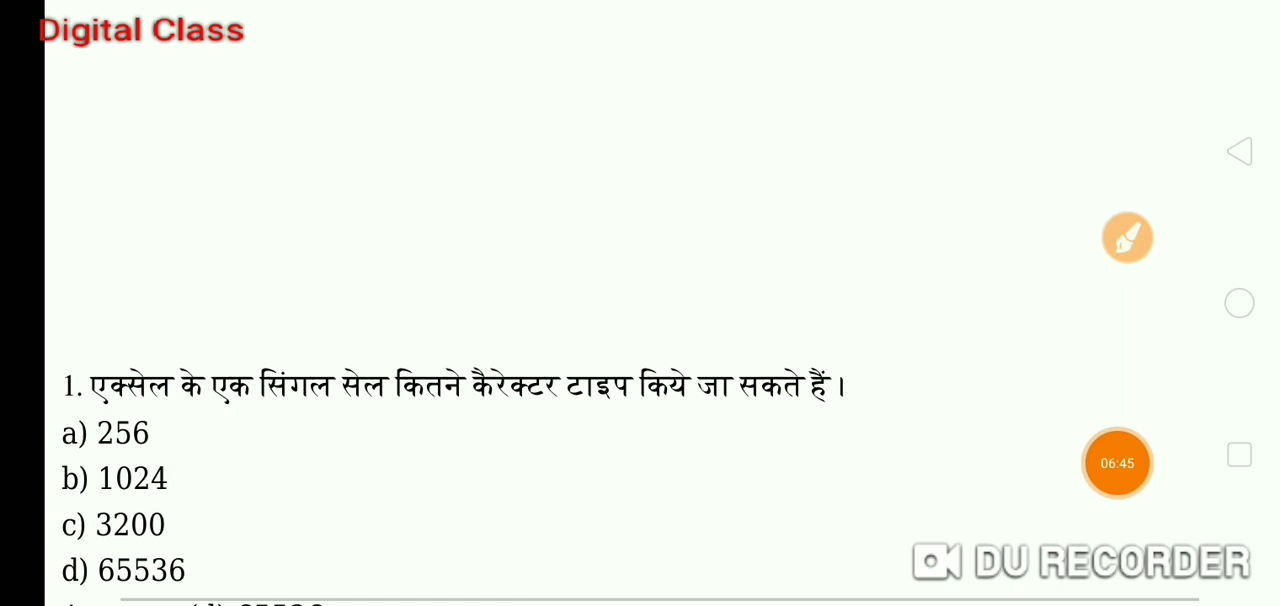 Digital Class
1. एक्सेल के एक सिंगल सेल कितने कैरेक्टर टाइप किये जा सकते हैं।
a) 256
b) 1024
06:45
c) 3200
DU RECORDER
d) 65536